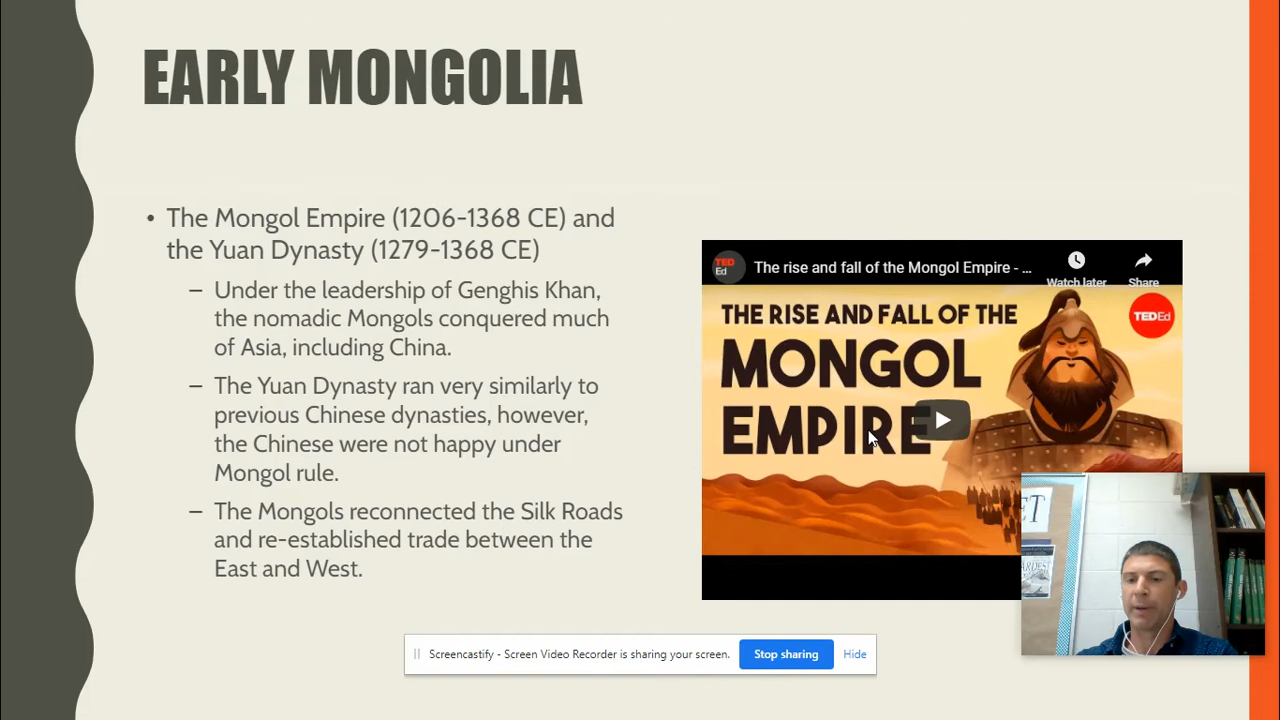 EARLY MONGOLIA
• The Mongol Empire (1206-1368 CE) and
the Yuan Dynasty (1279-1368 CE)
– Under the leadership of Genghis Khan,
the nomadic Mongols conquered much
of Asia, including China.
– The Yuan Dynasty ran very similarly to
previous Chinese dynasties, however,
the Chinese were not happy under
Mongol rule.
– The Mongols reconnected the Silk Roads
and re-established trade between the
East and West.
TED
Ed
The rise and fall of the Mongol Empire - ...
Watch later
Share
THE RISE AND FALL OF THE
MONGOL
EMPIRE
TEDEd
ET
Screencastify - Screen Video Recorder is sharing your screen.
Stop sharing
Hide